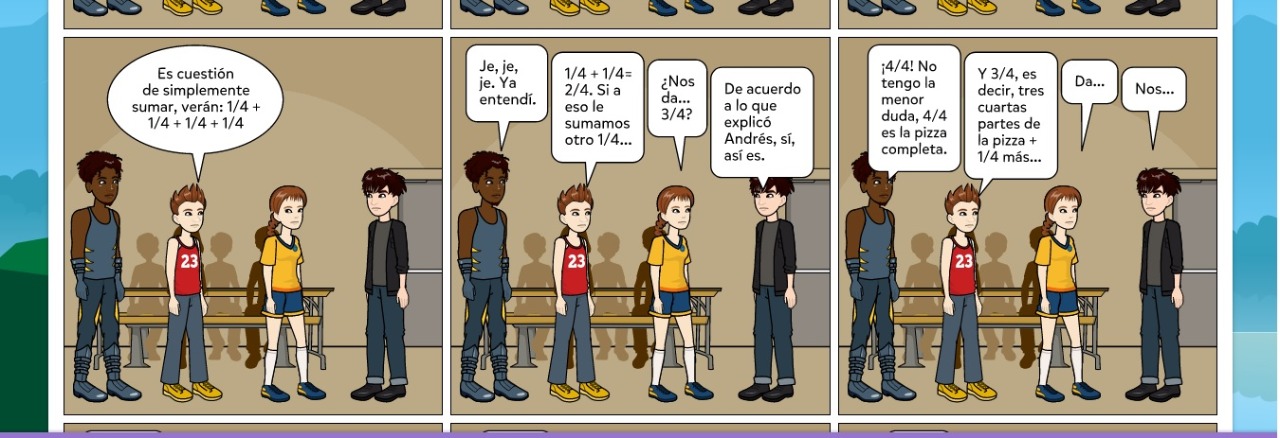 Es cuestión
de simplemente
sumar, verán: 1/4 +
1/4 + 1/4 + 1/4
23
Je, je,
je. Ya
entendí.
1/4 + 1/4=
2/4. Si a
eso le
sumamos
otro 1/4...
¿Nos
da...
3/4?
De acuerdo
a lo que
explicó
Andrés, sí,
así es.
23
¡4/4! No
tengo la
menor
duda, 4/4
es la pizza
completa.
Y 3/4, es
decir, tres
cuartas
partes de
la pizza +
1/4 más...
Da...
Nos...
23